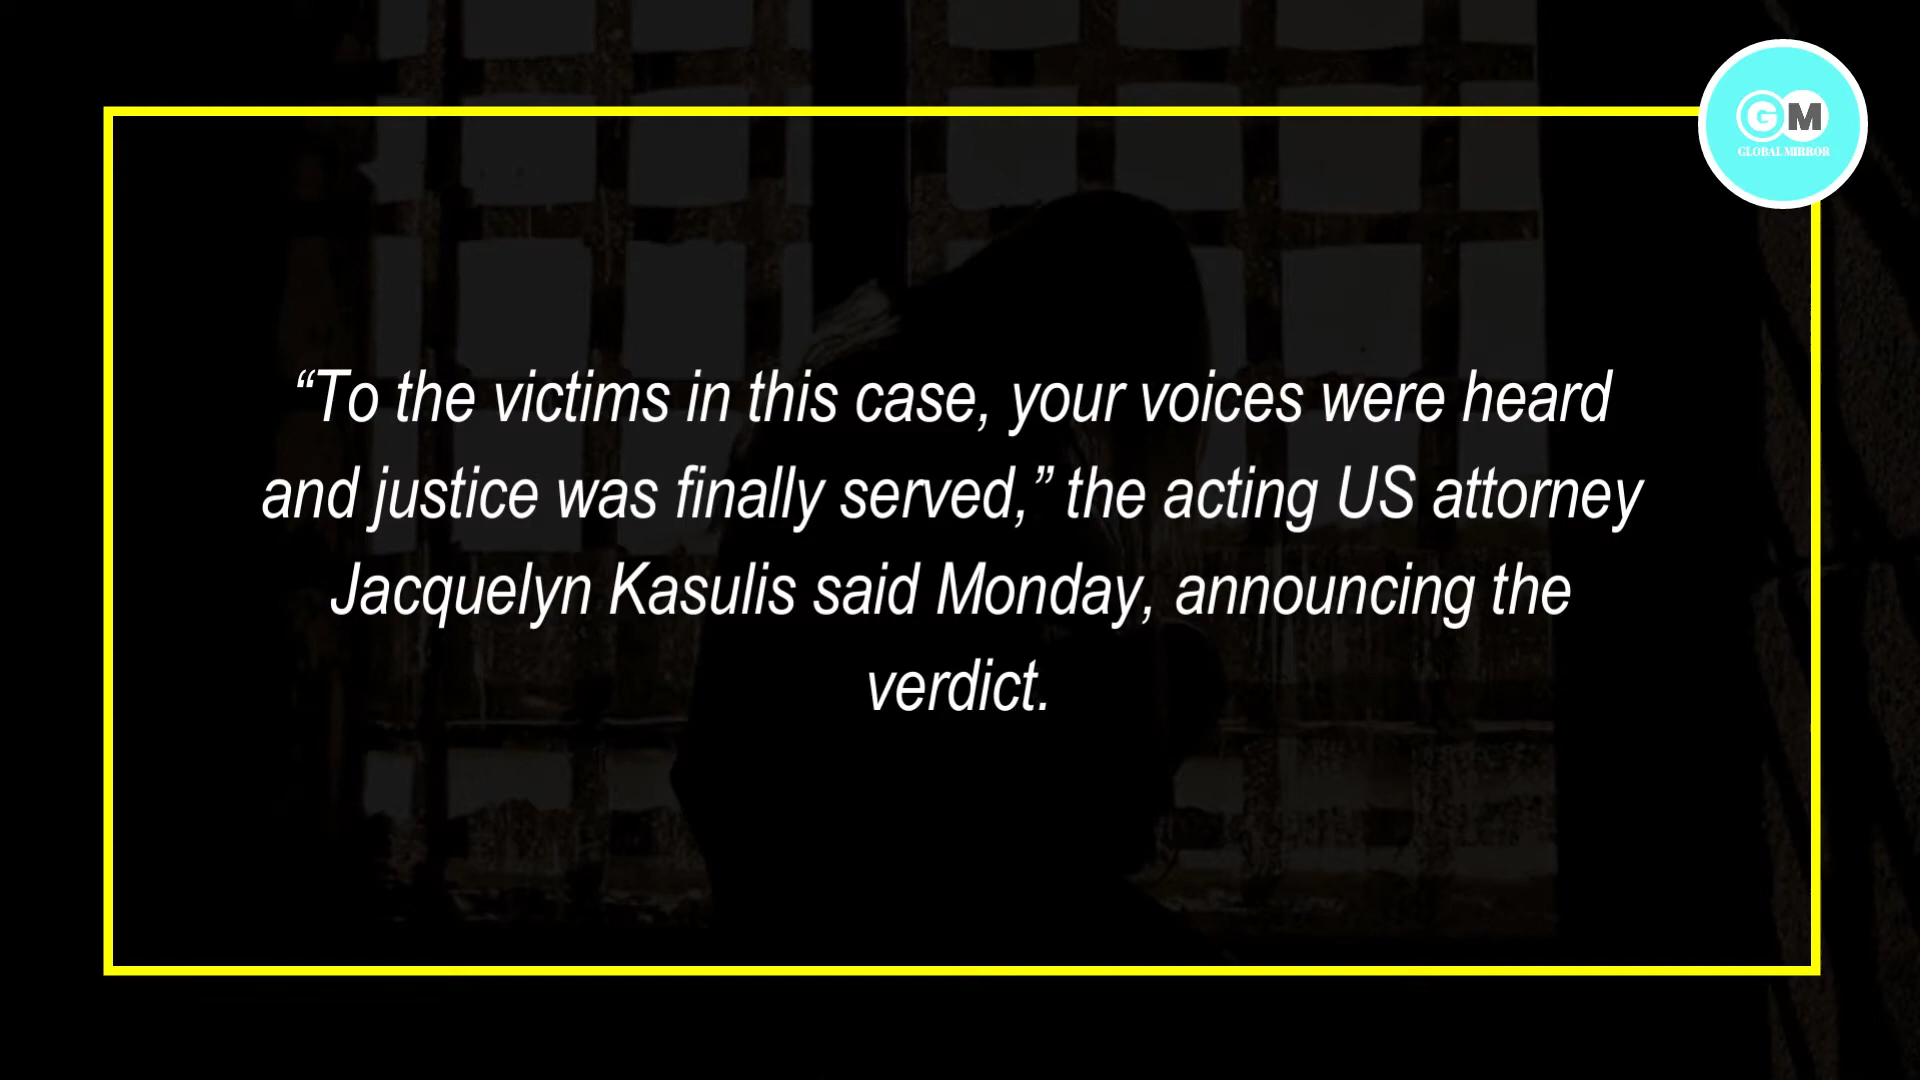 GM
GLOBAL MIRROR
“To the victims in this case, your voices were heard
and justice was finally served,” the acting US attorney
Jacquelyn Kasulis said Monday, announcing the
verdict.